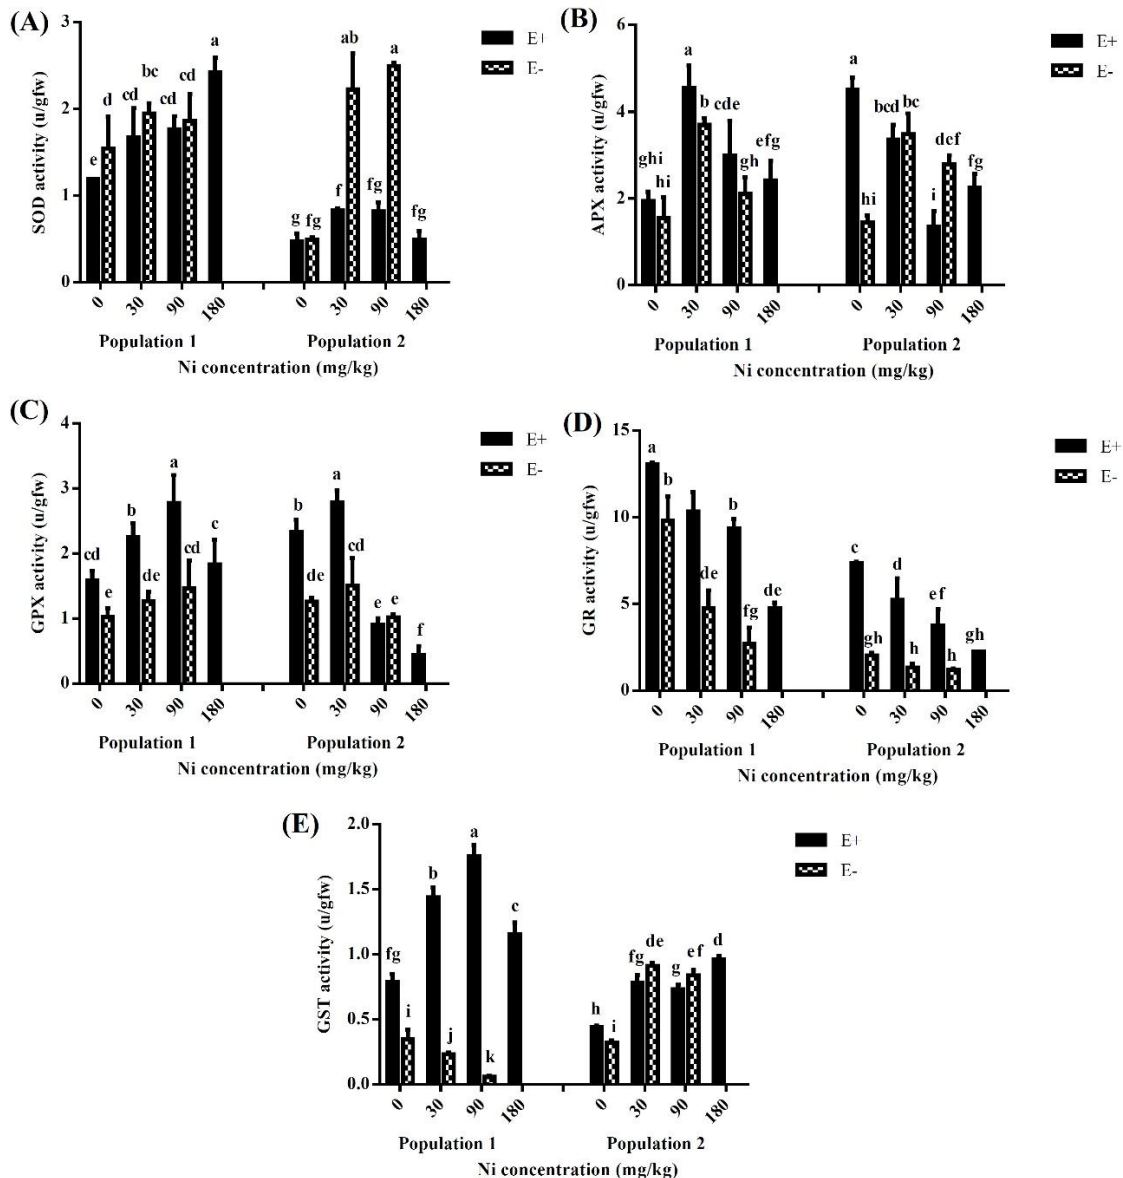 (A)
SOD activity (u/gfw)
3
2
1
0
e d cd bc cd cd a
g fg f ab fg a fg
E+
E-
0 30 90 180 0 30 90 180
Population 1 Population 2
Ni concentration (mg/kg)
(B)
APX activity (u/gfw)
6
4
2
0
ghi hi a b cde gh efg
a hi bcd bc i def fg
E+
E-
0 30 90 180 0 30 90 180
Population 1 Population 2
Ni concentration (mg/kg)
(C)
GPX activity (u/gfw)
4
3
2
1
0
cd e b de a cd c
b de a cd e e f
E+
E-
0 30 90 180 0 30 90 180
Population 1 Population 2
Ni concentration (mg/kg)
(D)
GR activity (u/gfw)
15
10
5
0
a b de b fg de
c gh d h ef h gh
E+
E-
0 30 90 180 0 30 90 180
Population 1 Population 2
Ni concentration (mg/kg)
(E)
GST activity (u/gfw)
2.0
1.5
1.0
0.5
0.0
fg i b j a k c
h i fg de g ef d
E+
E-
0 30 90 180 0 30 90 180
Population 1 Population 2
Ni concentration (mg/kg)